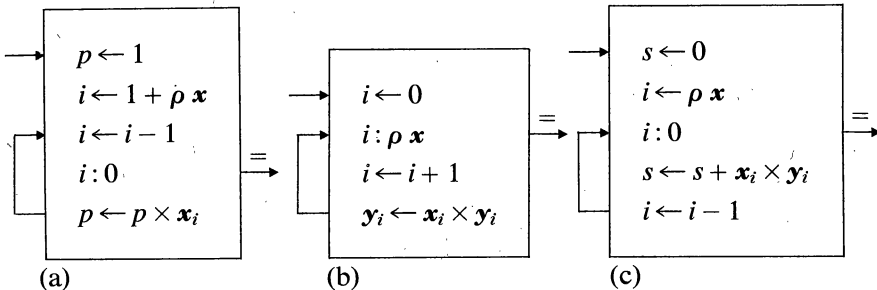 p ← 1
i ← 1 + ρ x
i ← i − 1
i : 0
p ← p × x_i
=
(a)
i ← 0
i : ρ x
i ← i + 1
y_i ← x_i × y_i
=
(b)
s ← 0
i ← ρ x
i : 0
s ← s + x_i × y_i
i ← i − 1
=
(c)